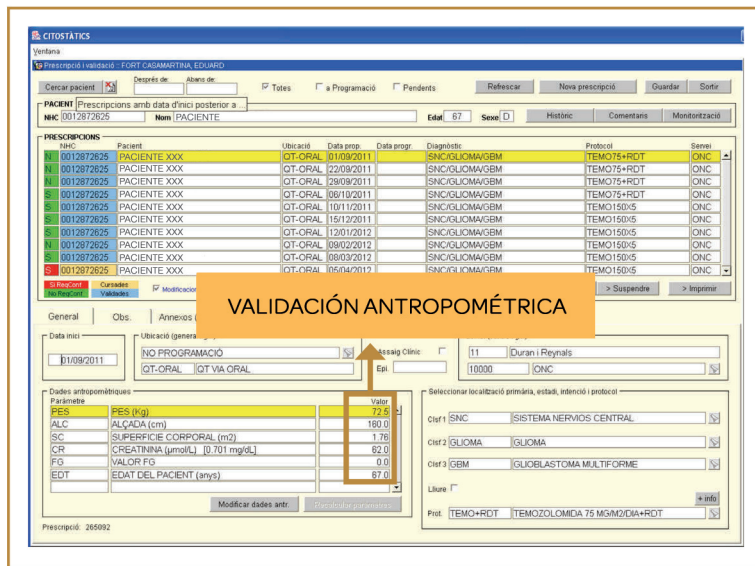 CITOSTÀTICS
Ventana
Prescripció i validació :: FORT CASAMARTINA, EDUARD
Després de: Abans de:
Cercar pacient Totes a Programació Pendents Refrescar Nova prescripció Guardar Sortir
PACIENT Prescripcions amb data d'inici posterior a ...
NHC 0012872625 Nom PACIENTE Edat 67 Sexe D Històric Comentaris Monitorització
PRESCRIPCIONS
NHC Pacient Ubicació Data prop. Data progr. Diagnòstic Protocol Servei
N 0012872625 PACIENTE XXX QT-ORAL 01/09/2011 SNC/GLIOMA/GBM TEMO75+RDT ONC
N 0012872625 PACIENTE XXX QT-ORAL 22/09/2011 SNC/GLIOMA/GBM TEMO75+RDT ONC
N 0012872625 PACIENTE XXX QT-ORAL 29/09/2011 SNC/GLIOMA/GBM TEMO75+RDT ONC
S 0012872625 PACIENTE XXX QT-ORAL 06/10/2011 SNC/GLIOMA/GBM TEMO75+RDT ONC
S 0012872625 PACIENTE XXX QT-ORAL 10/11/2011 SNC/GLIOMA/GBM TEMO150X5 ONC
S 0012872625 PACIENTE XXX QT-ORAL 15/12/2011 SNC/GLIOMA/GBM TEMO150X5 ONC
S 0012872625 PACIENTE XXX QT-ORAL 12/01/2012 SNC/GLIOMA/GBM TEMO150X5 ONC
N 0012872625 PACIENTE XXX QT-ORAL 09/02/2012 SNC/GLIOMA/GBM TEMO150X5 ONC
S 0012872625 PACIENTE XXX QT-ORAL 08/03/2012 SNC/GLIOMA/GBM TEMO150X5 ONC
S 0012872625 PACIENTE XXX QT-ORAL 05/04/2012 SNC/GLIOMA/GBM TEMO150X5 ONC
Sí ReqConf Cursades
No ReqConf Validades Modificacion > Suspendre > Imprimir
VALIDACIÓN ANTROPOMÉTRICA
General Obs. Annexos
Data inici Ubicació
01/09/2011 NO PROGRAMACIÓ Assaig Clínic 11 Duran i Reynals
QT-ORAL QT VIA ORAL Epi. 10000 ONC
Dades antropomètriques Seleccionar localització primària, estadi, intenció i protocol
Paràmetre Valor
PES PES (Kg) 72.5
ALC ALÇADA (cm) 160.0
SC SUPERFICIE CORPORAL (m2) 1.76
CR CREATININA (µmol/L) [0.701 mg/dL] 62.0
FG VALOR FG 0.0
EDT EDAT DEL PACIENT (anys) 67.0
Clsf 1 SNC SISTEMA NERVIOS CENTRAL
Clsf 2 GLIOMA GLIOMA
Clsf 3 GBM GLIOBLASTOMA MULTIFORME
Lliure
+ info
Modificar dades antr. Recalcular paràmetres Prot. TEMO+RDT TEMOZOLOMIDA 75 MG/M2/DIA+RDT
Prescripció: 265092